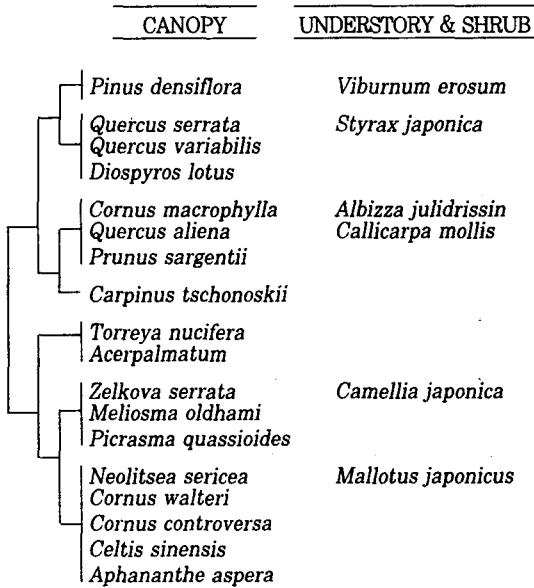 CANOPY UNDERSTORY & SHRUB
Pinus densiflora Viburnum erosum
Quercus serrata Styrax japonica
Quercus variabilis
Diospyros lotus
Cornus macrophylla Albizza julidrissin
Quercus aliena Callicarpa mollis
Prunus sargentii
Carpinus tschonoskii
Torreya nucifera
Acerpalmatum
Zelkova serrata Camellia japonica
Meliosma oldhami
Picrasma quassioides
Neolitsea sericea Mallotus japonicus
Cornus walteri
Cornus controversa
Celtis sinensis
Aphananthe aspera